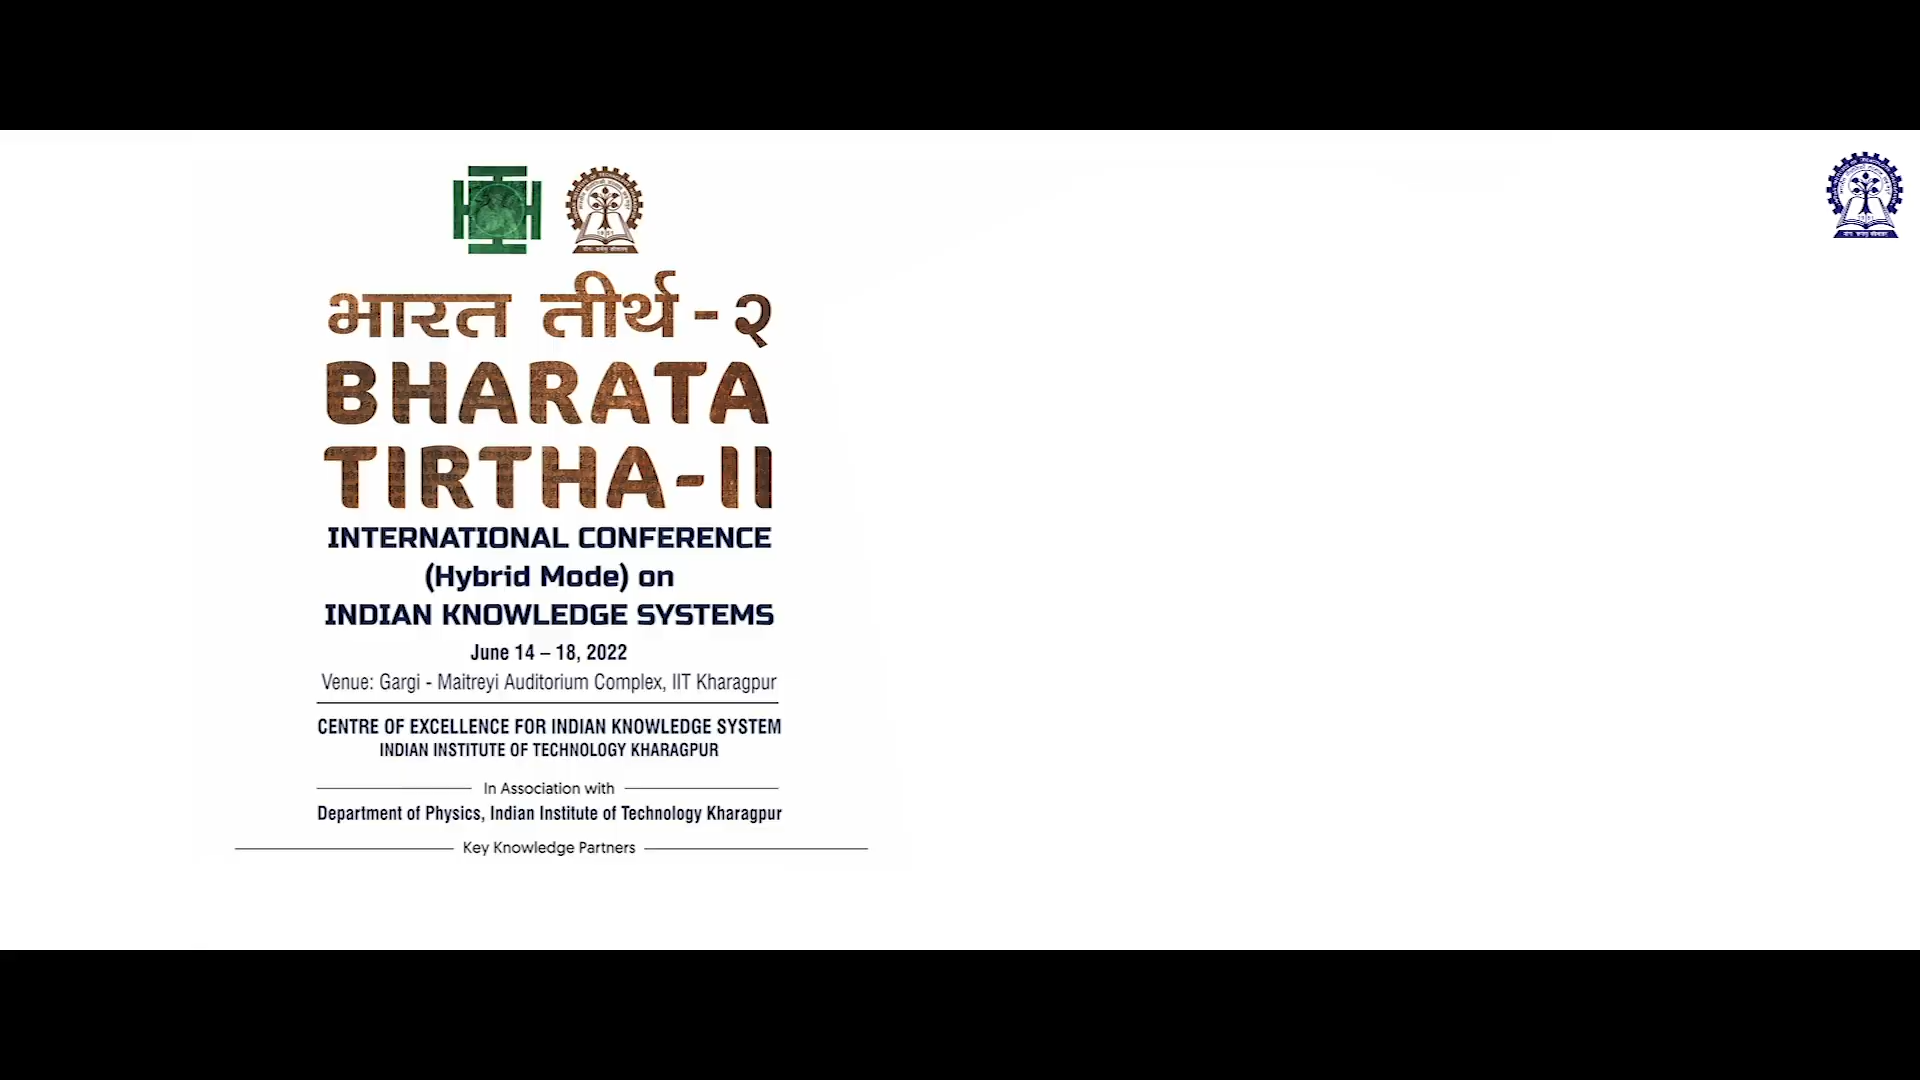 भारत तीर्थ - २
BHARATA
TIRTHA-II
INTERNATIONAL CONFERENCE
(Hybrid Mode) on
INDIAN KNOWLEDGE SYSTEMS
June 14 – 18, 2022
Venue: Gargi - Maitreyi Auditorium Complex, IIT Kharagpur
CENTRE OF EXCELLENCE FOR INDIAN KNOWLEDGE SYSTEM
INDIAN INSTITUTE OF TECHNOLOGY KHARAGPUR
In Association with
Department of Physics, Indian Institute of Technology Kharagpur
Key Knowledge Partners